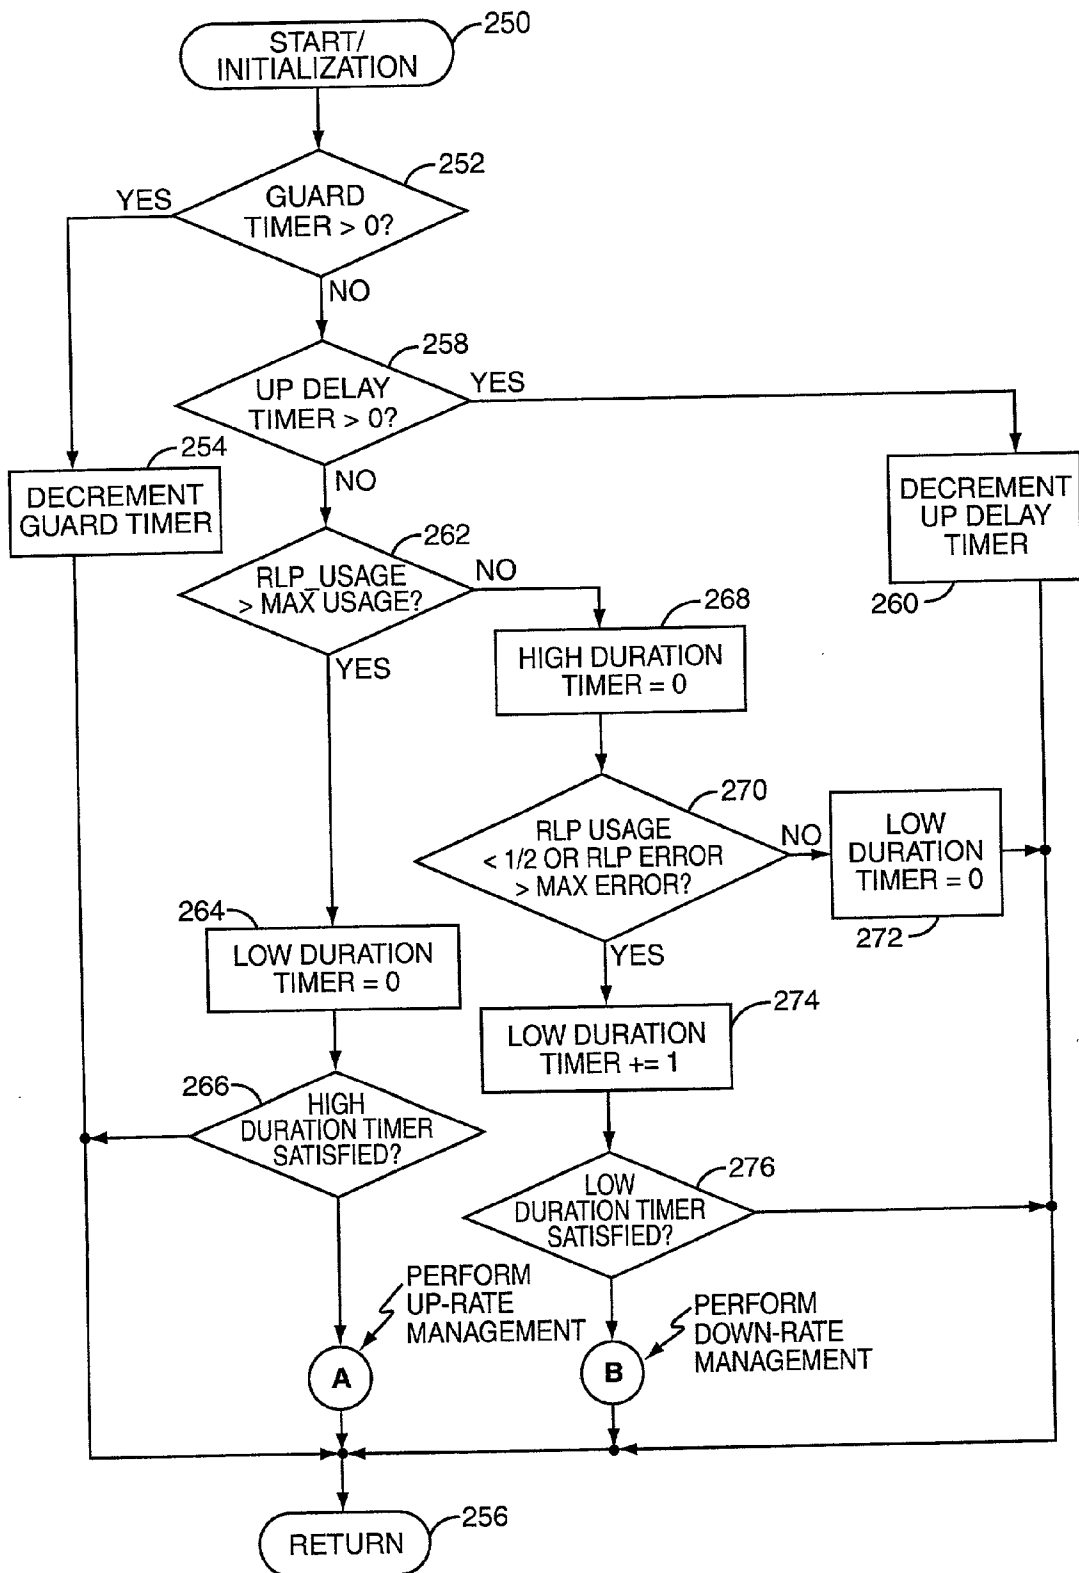 START/
INITIALIZATION
250
GUARD
TIMER > 0?
252
YES
NO
UP DELAY
TIMER > 0?
258
YES
NO
254
DECREMENT
GUARD TIMER
DECREMENT
UP DELAY
TIMER
260
RLP_USAGE
> MAX USAGE?
262
NO
YES
268
HIGH DURATION
TIMER = 0
RLP USAGE
< 1/2 OR RLP ERROR
> MAX ERROR?
270
NO
YES
LOW
DURATION
TIMER = 0
272
264
LOW DURATION
TIMER = 0
274
LOW DURATION
TIMER += 1
266
HIGH
DURATION TIMER
SATISFIED?
276
LOW
DURATION TIMER
SATISFIED?
PERFORM
UP-RATE
MANAGEMENT
A
PERFORM
DOWN-RATE
MANAGEMENT
B
RETURN
256